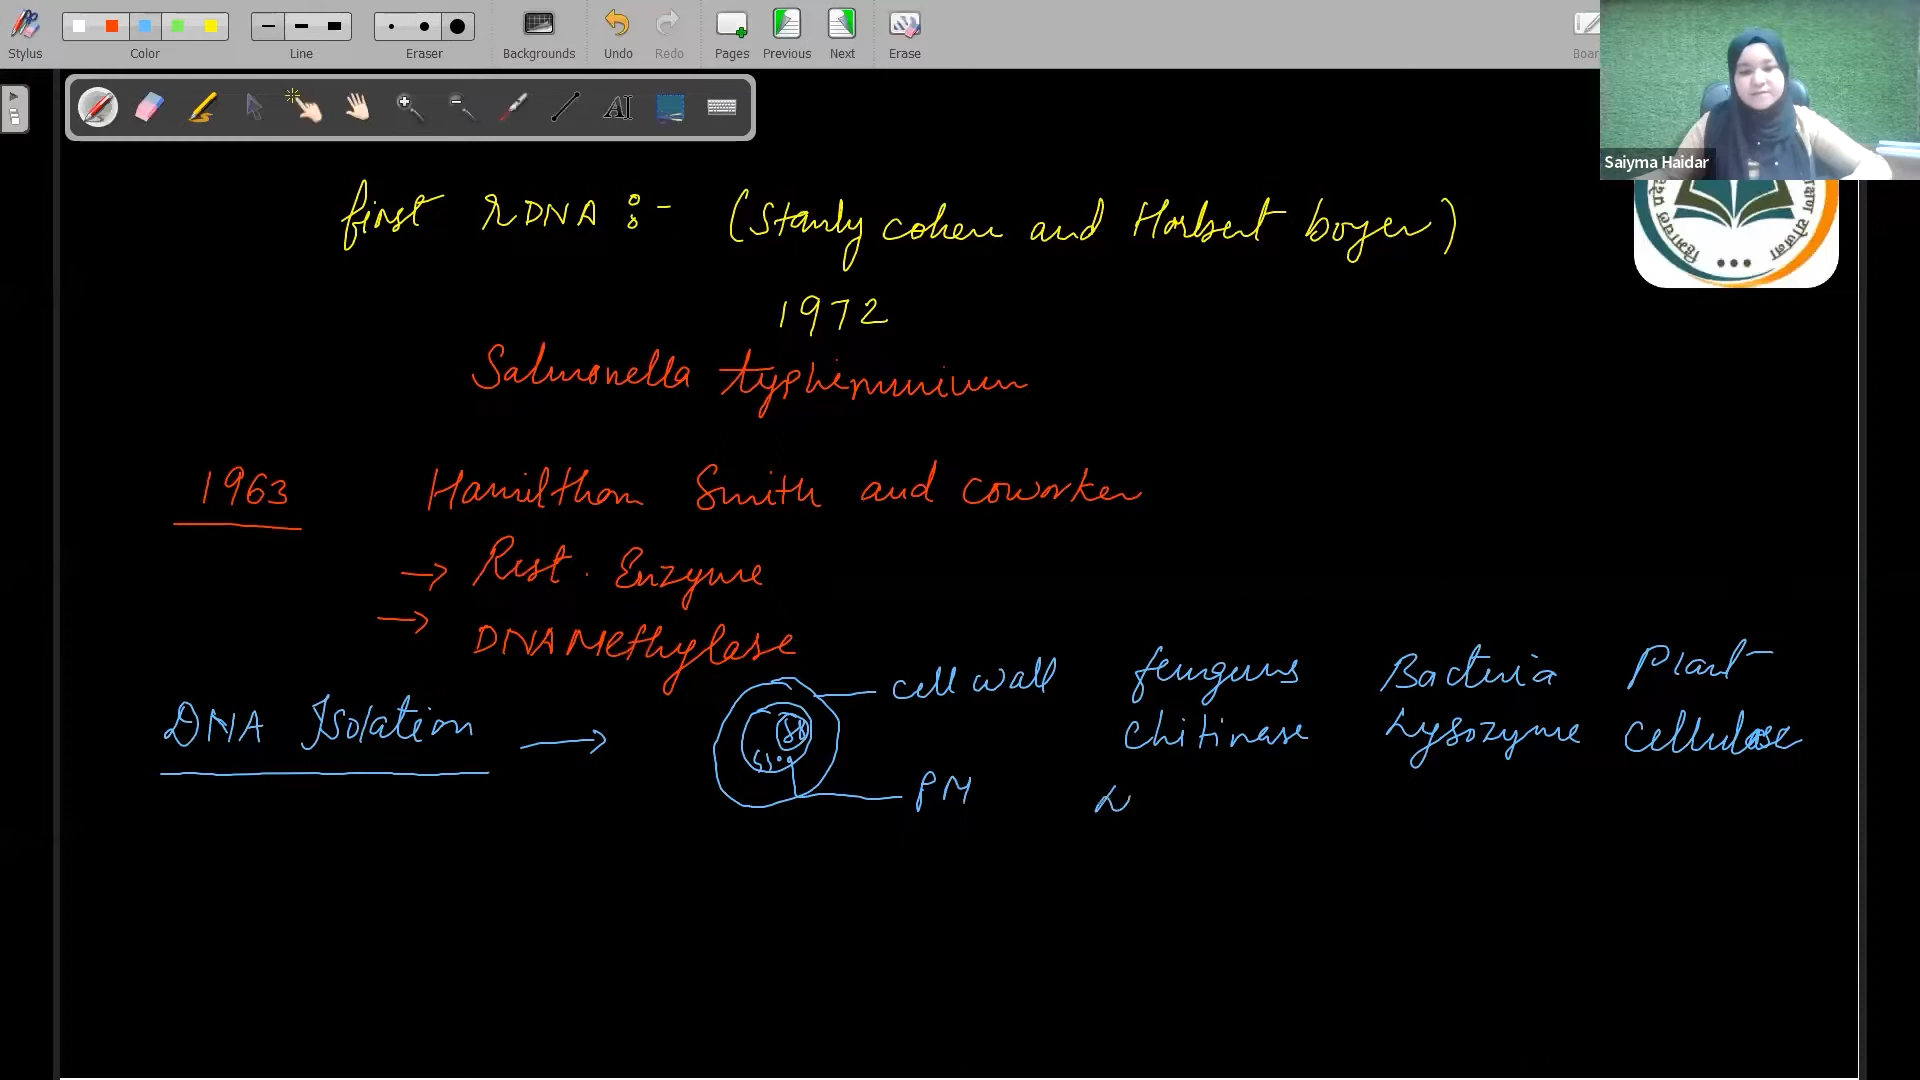 Stylus Color Line Eraser Backgrounds Undo Redo Pages Previous Next Erase Boar
Saiyma Haidar
first rDNA :- (Stanly cohen and Harbert boyer)
1972
Salmonella typhimurium
1963 Hamilthon Smith and coworker
→ Rest. Enzyme
→ DNA Methylase
cell wall fungus Bacteria Plant
DNA Isolation → chitinase Lysozyme cellulase
PM